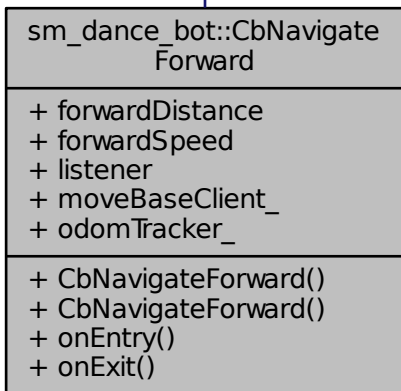 sm_dance_bot::CbNavigate
Forward
+ forwardDistance
+ forwardSpeed
+ listener
+ moveBaseClient_
+ odomTracker_
+ CbNavigateForward()
+ CbNavigateForward()
+ onEntry()
+ onExit()